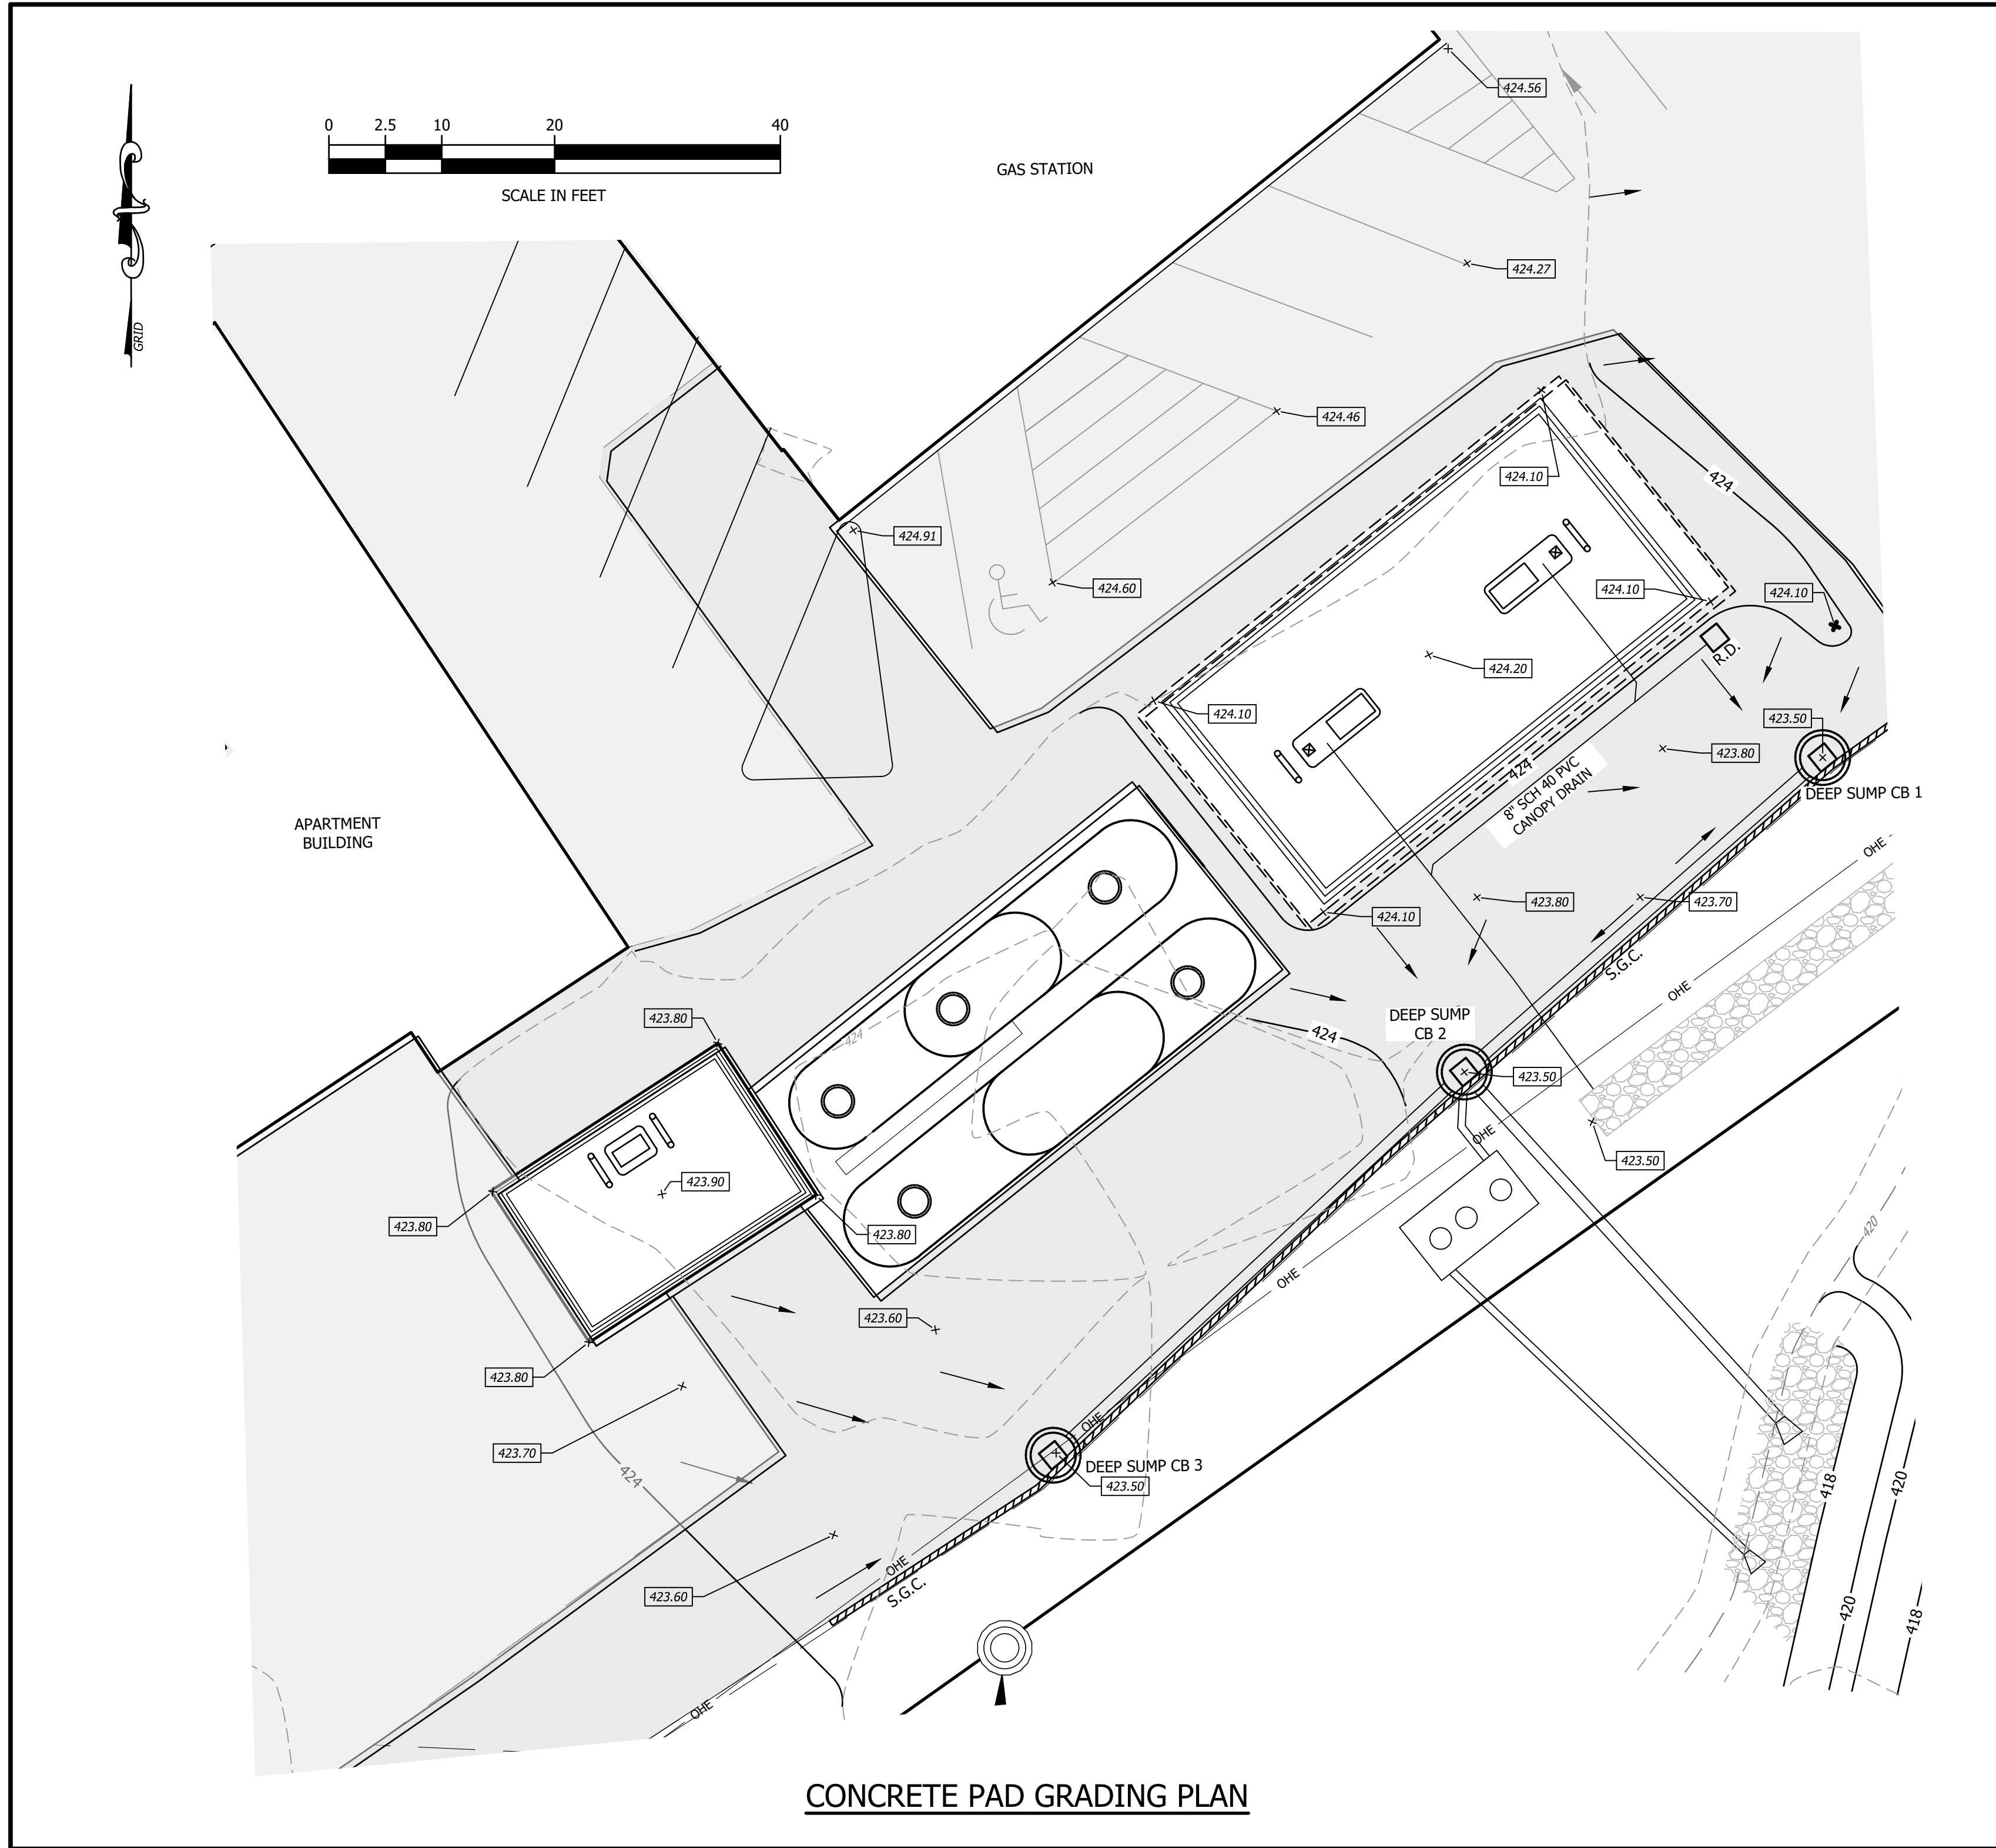 0 2.5 10 20 40
SCALE IN FEET
GRID
GAS STATION
424.56
424.27
424.46
424.10
424
424.91
424.60
424.10
424.10
R.D.
424.20
424.10
423.50
423.80
DEEP SUMP CB 1
424
8" SCH 40 PVC
CANOPY DRAIN
APARTMENT
BUILDING
OHE
423.80
423.70
424.10
S.G.C.
OHE
423.80
424
424
DEEP SUMP
CB 2
423.50
OHE
423.50
423.90
423.80
423.80
420
OHE
423.60
423.80
423.70
424
OHE
DEEP SUMP CB 3
423.50
418
420
OHE
S.G.C.
423.60
420
418
OHE
CONCRETE PAD GRADING PLAN